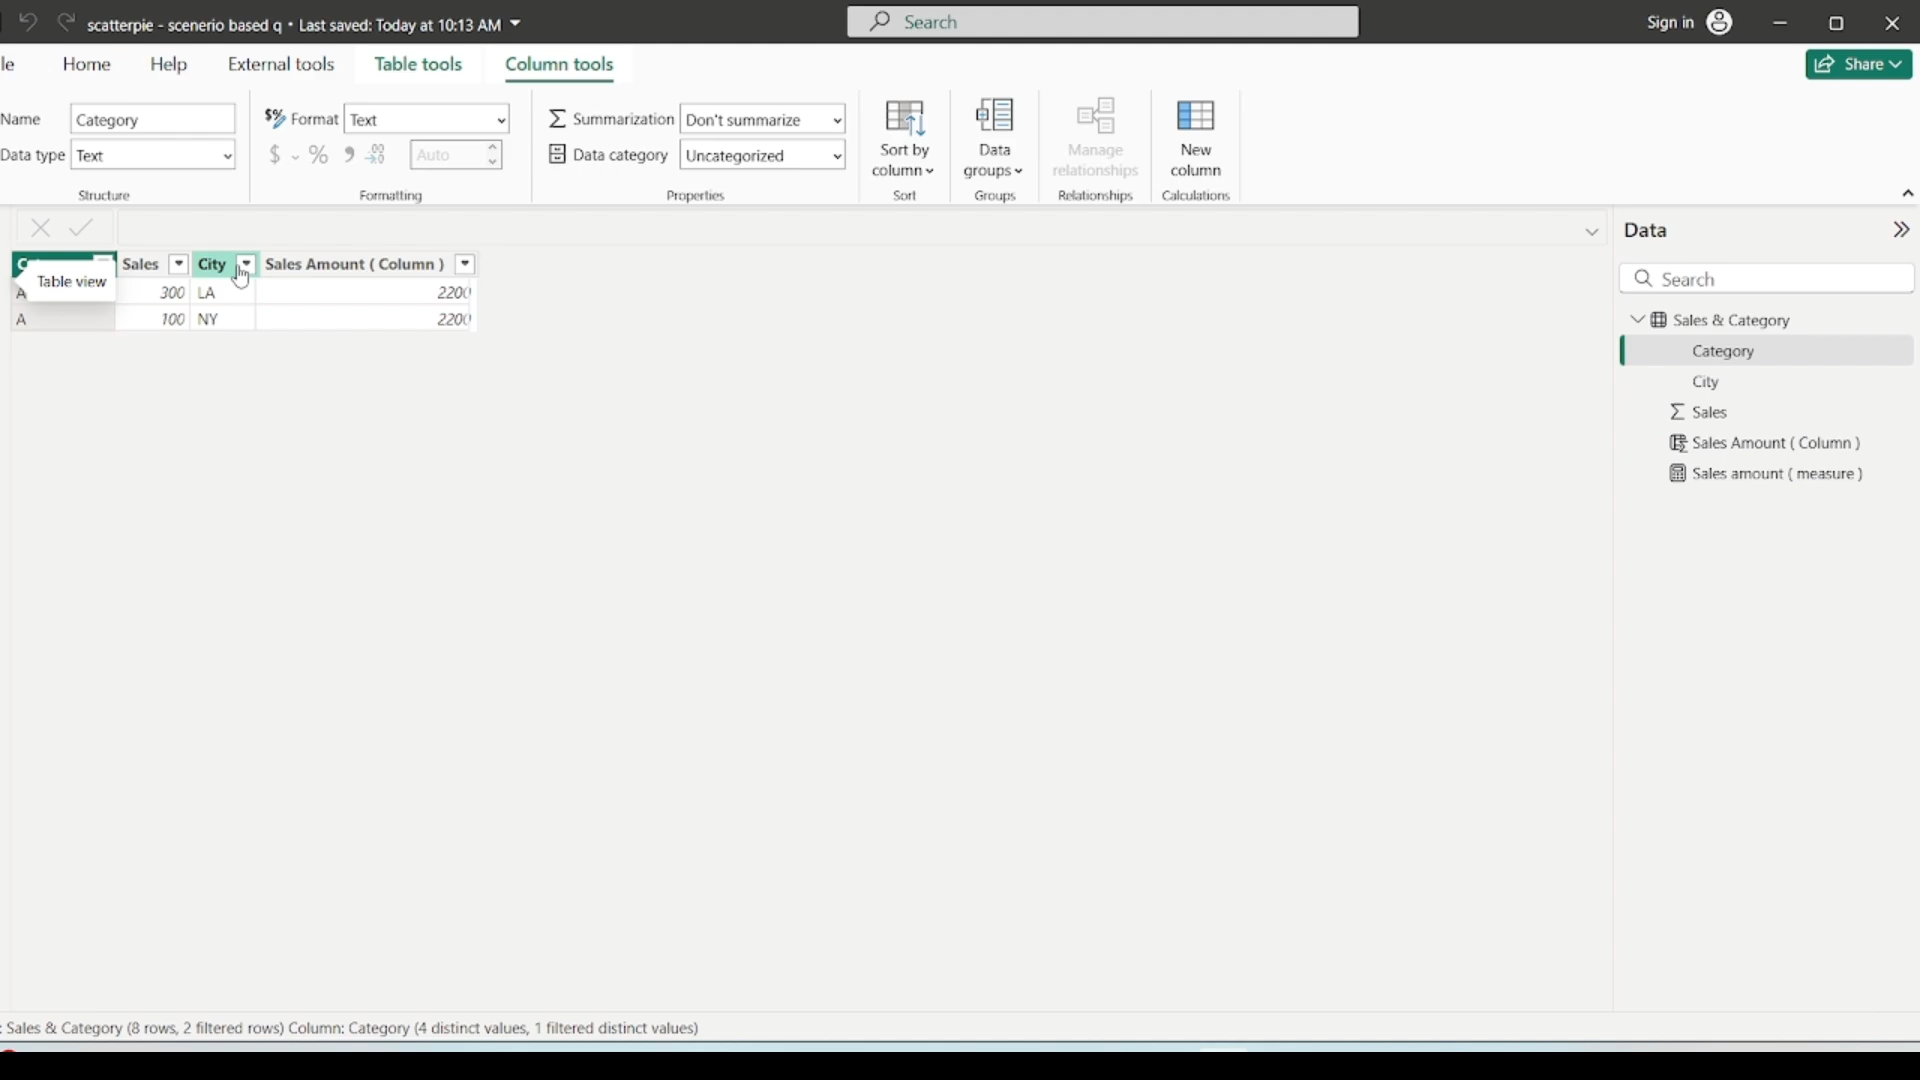 scatterpie - scenerio based q • Last saved: Today at 10:13 AM
Search
Sign in
le
Home
Help
External tools
Table tools
Column tools
Share
Name
Category
$% Format
Text
Summarization
Don't summarize
Data type
Text
$ % 9
Auto
Data category
Uncategorized
Sort by
column
Data
groups
Manage
relationships
New
column
Structure
Formatting
Properties
Sort
Groups
Relationships
Calculations
Data
Sales
City
Sales Amount ( Column )
Table view
A
300
LA
2200
A
100
NY
2200
Search
Sales & Category
Category
City
Σ Sales
Sales Amount ( Column )
Sales amount ( measure )
: Sales & Category (8 rows, 2 filtered rows) Column: Category (4 distinct values, 1 filtered distinct values)